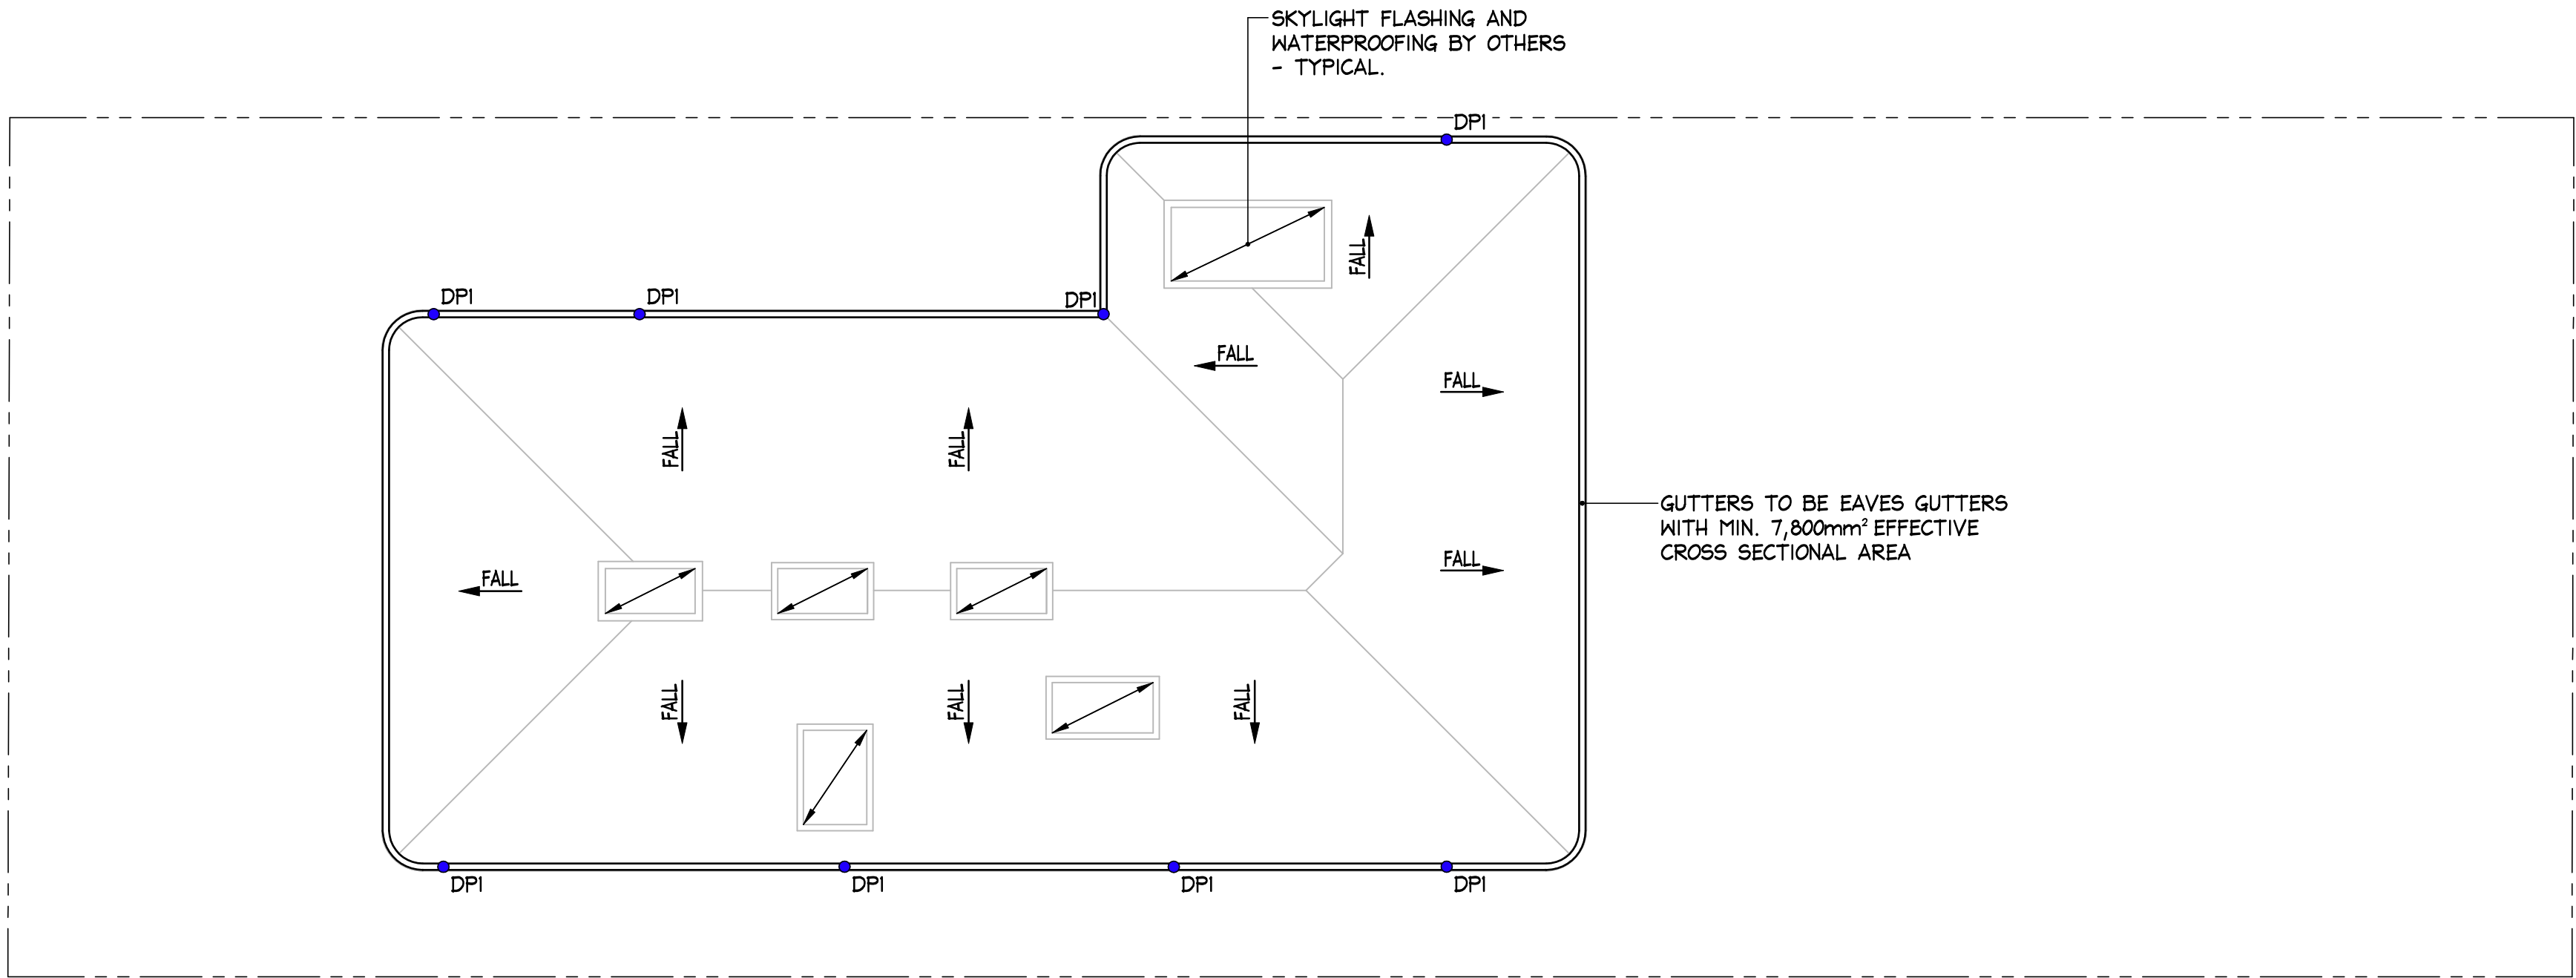 SKYLIGHT FLASHING AND
WATERPROOFING BY OTHERS
- TYPICAL.
DP1
DP1
DP1
DP1
FALL
FALL
FALL
FALL
FALL
GUTTERS TO BE EAVES GUTTERS
WITH MIN. 7,800mm² EFFECTIVE
CROSS SECTIONAL AREA
FALL
FALL
FALL
FALL
FALL
DP1
DP1
DP1
DP1